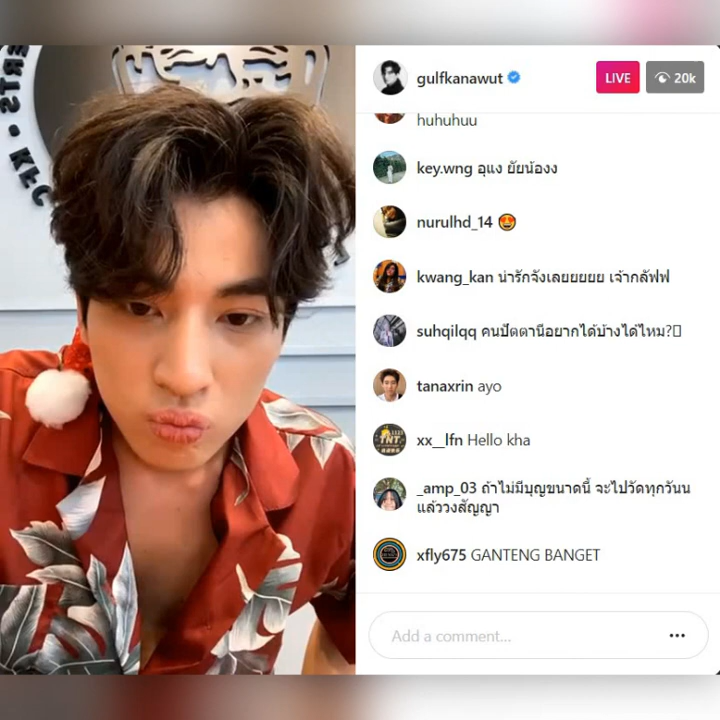 gulfkanawut
LIVE
20k
huhuhuu
key.wng อุแง ยัยน้องง
nurulhd_14 😍
kwang_kan น่ารักจังเลยยยยย เจ้ากลัฟฟ
suhqilqq คนปัตตานีอยากได้บ้างได้ไหม?
tanaxrin ayo
xx__lfn Hello kha
_amp_03 ถ้าไม่มีบุญขนาดนี้ จะไปวัดทุกวันน
แล้ววงสัญญา
xfly675 GANTENG BANGET
Add a comment...